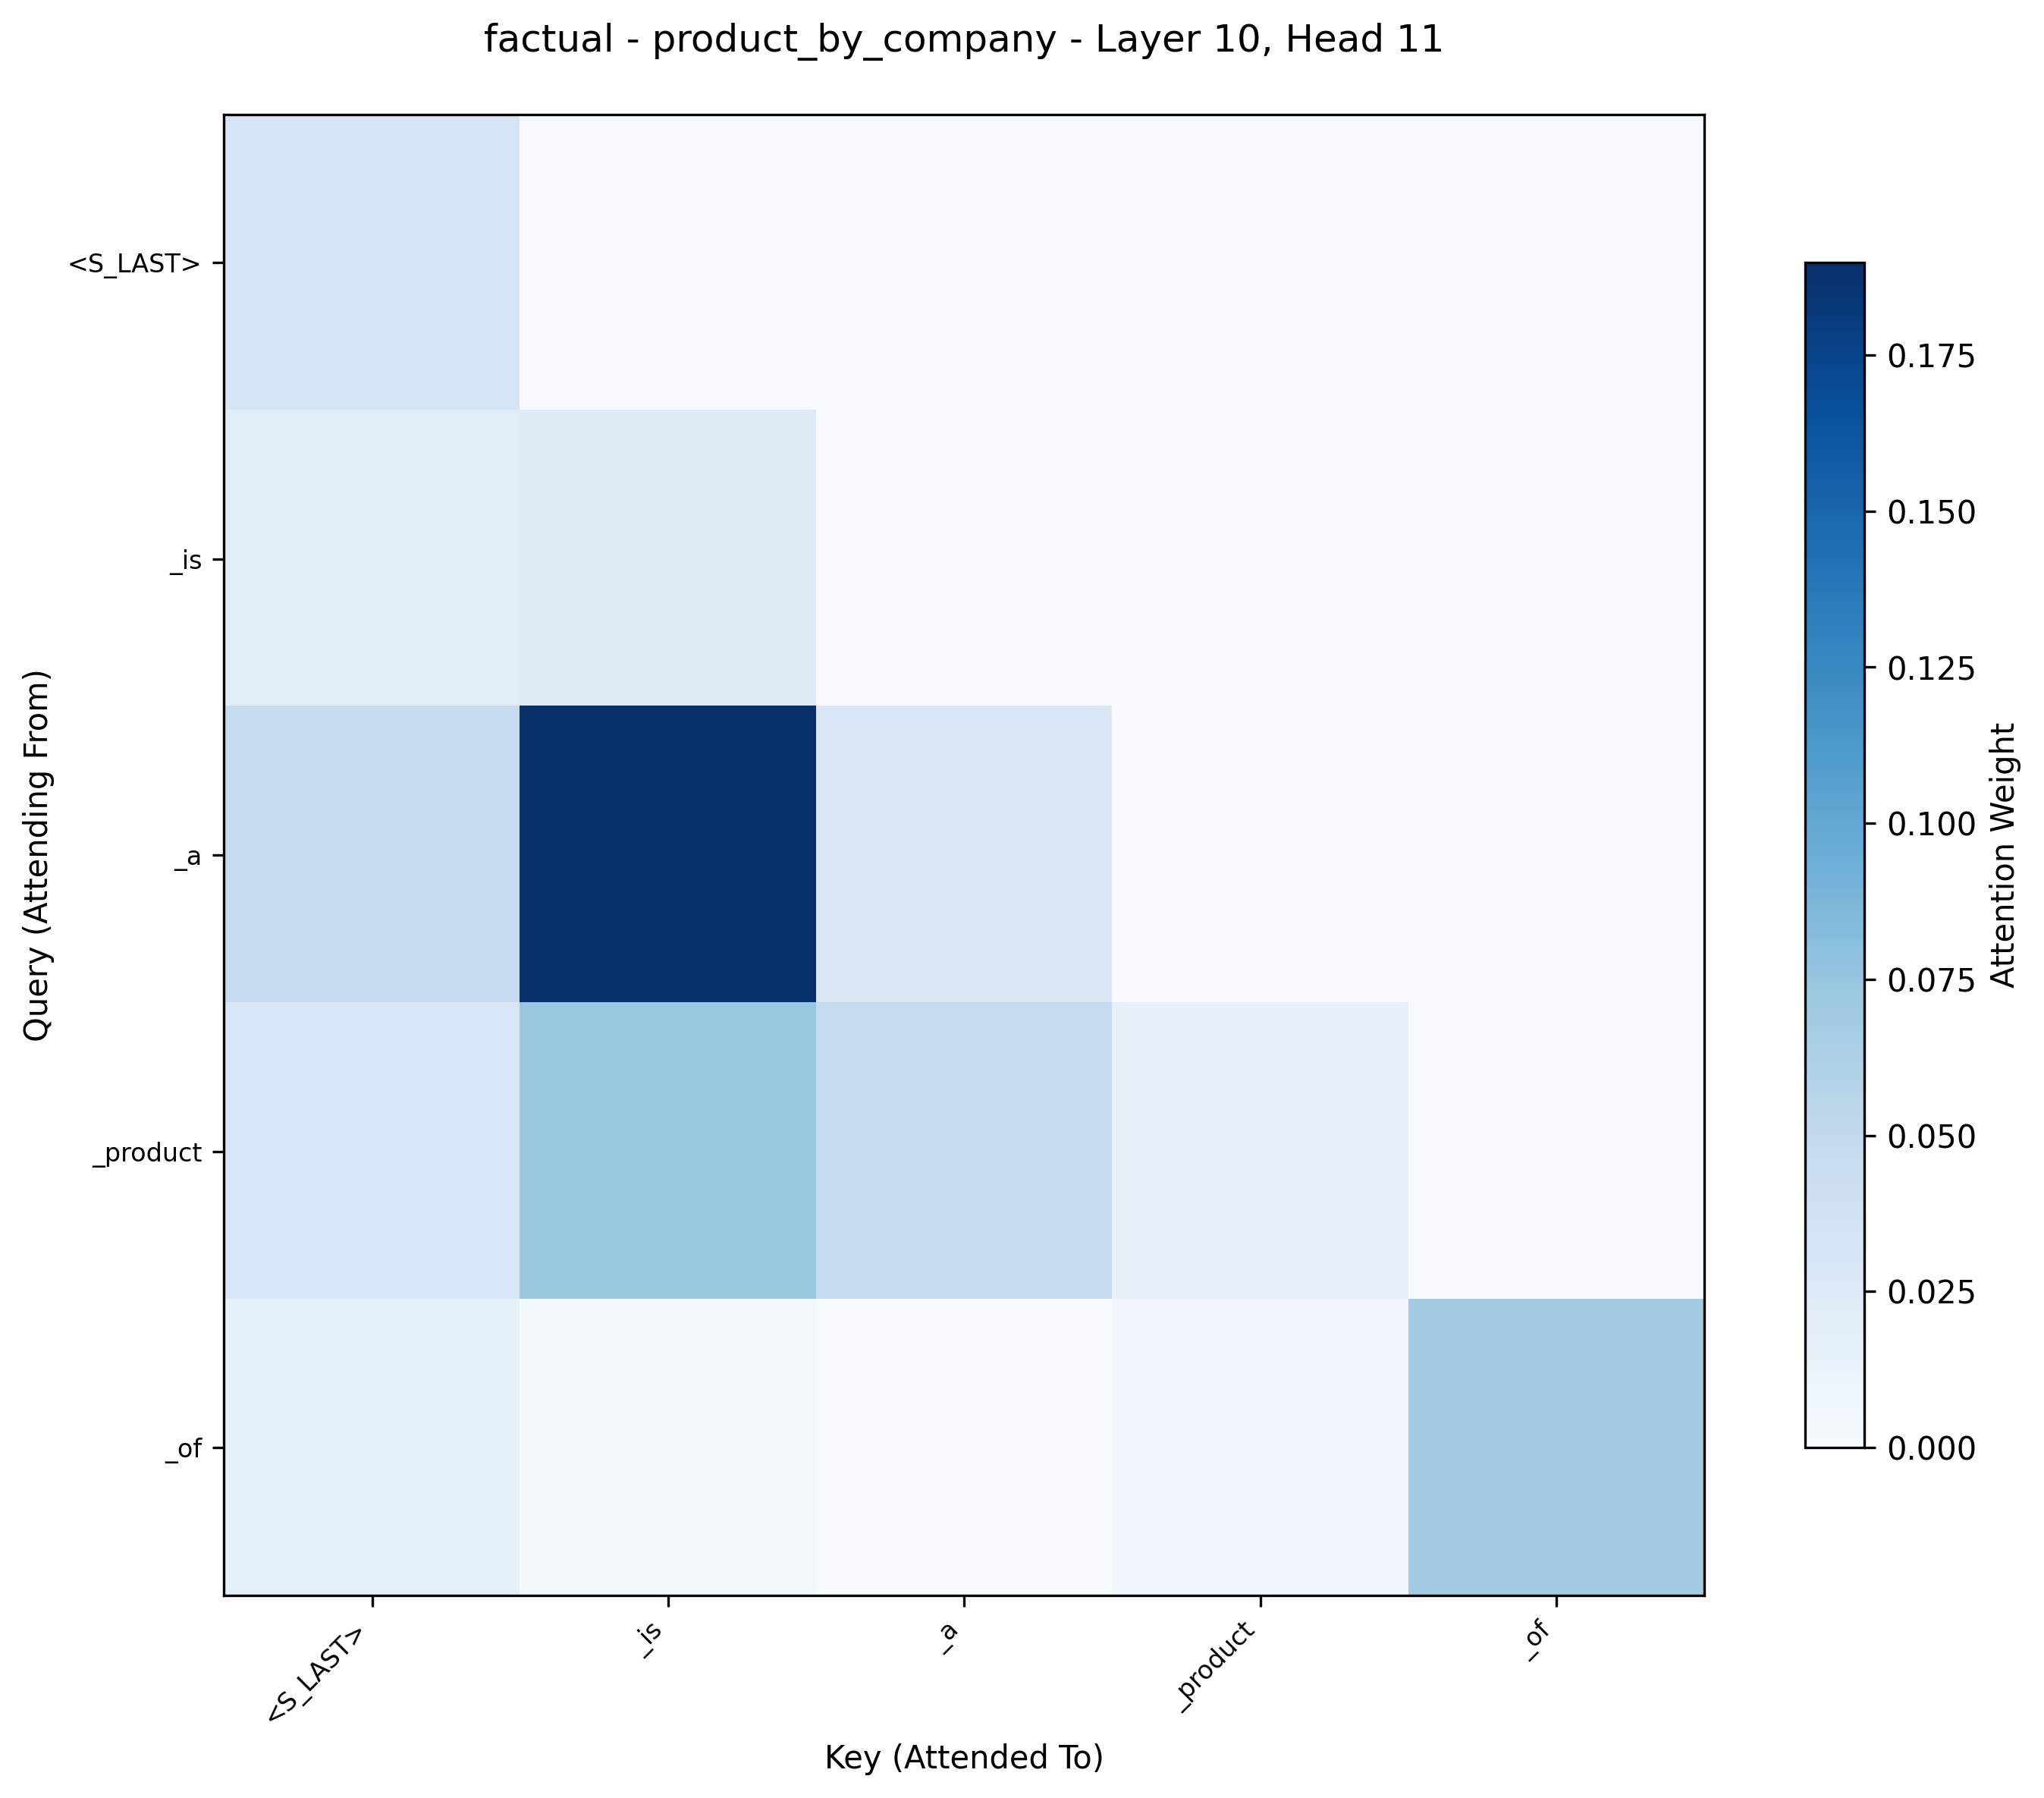 factual - product_by_company - Layer 10, Head 11
Query (Attending From)
<S_LAST>
_is
_a
_product
_of
<S_LAST>
_is
_a
_product
_of
Key (Attended To)
0.175
0.150
0.125
0.100
0.075
0.050
0.025
0.000
Attention Weight